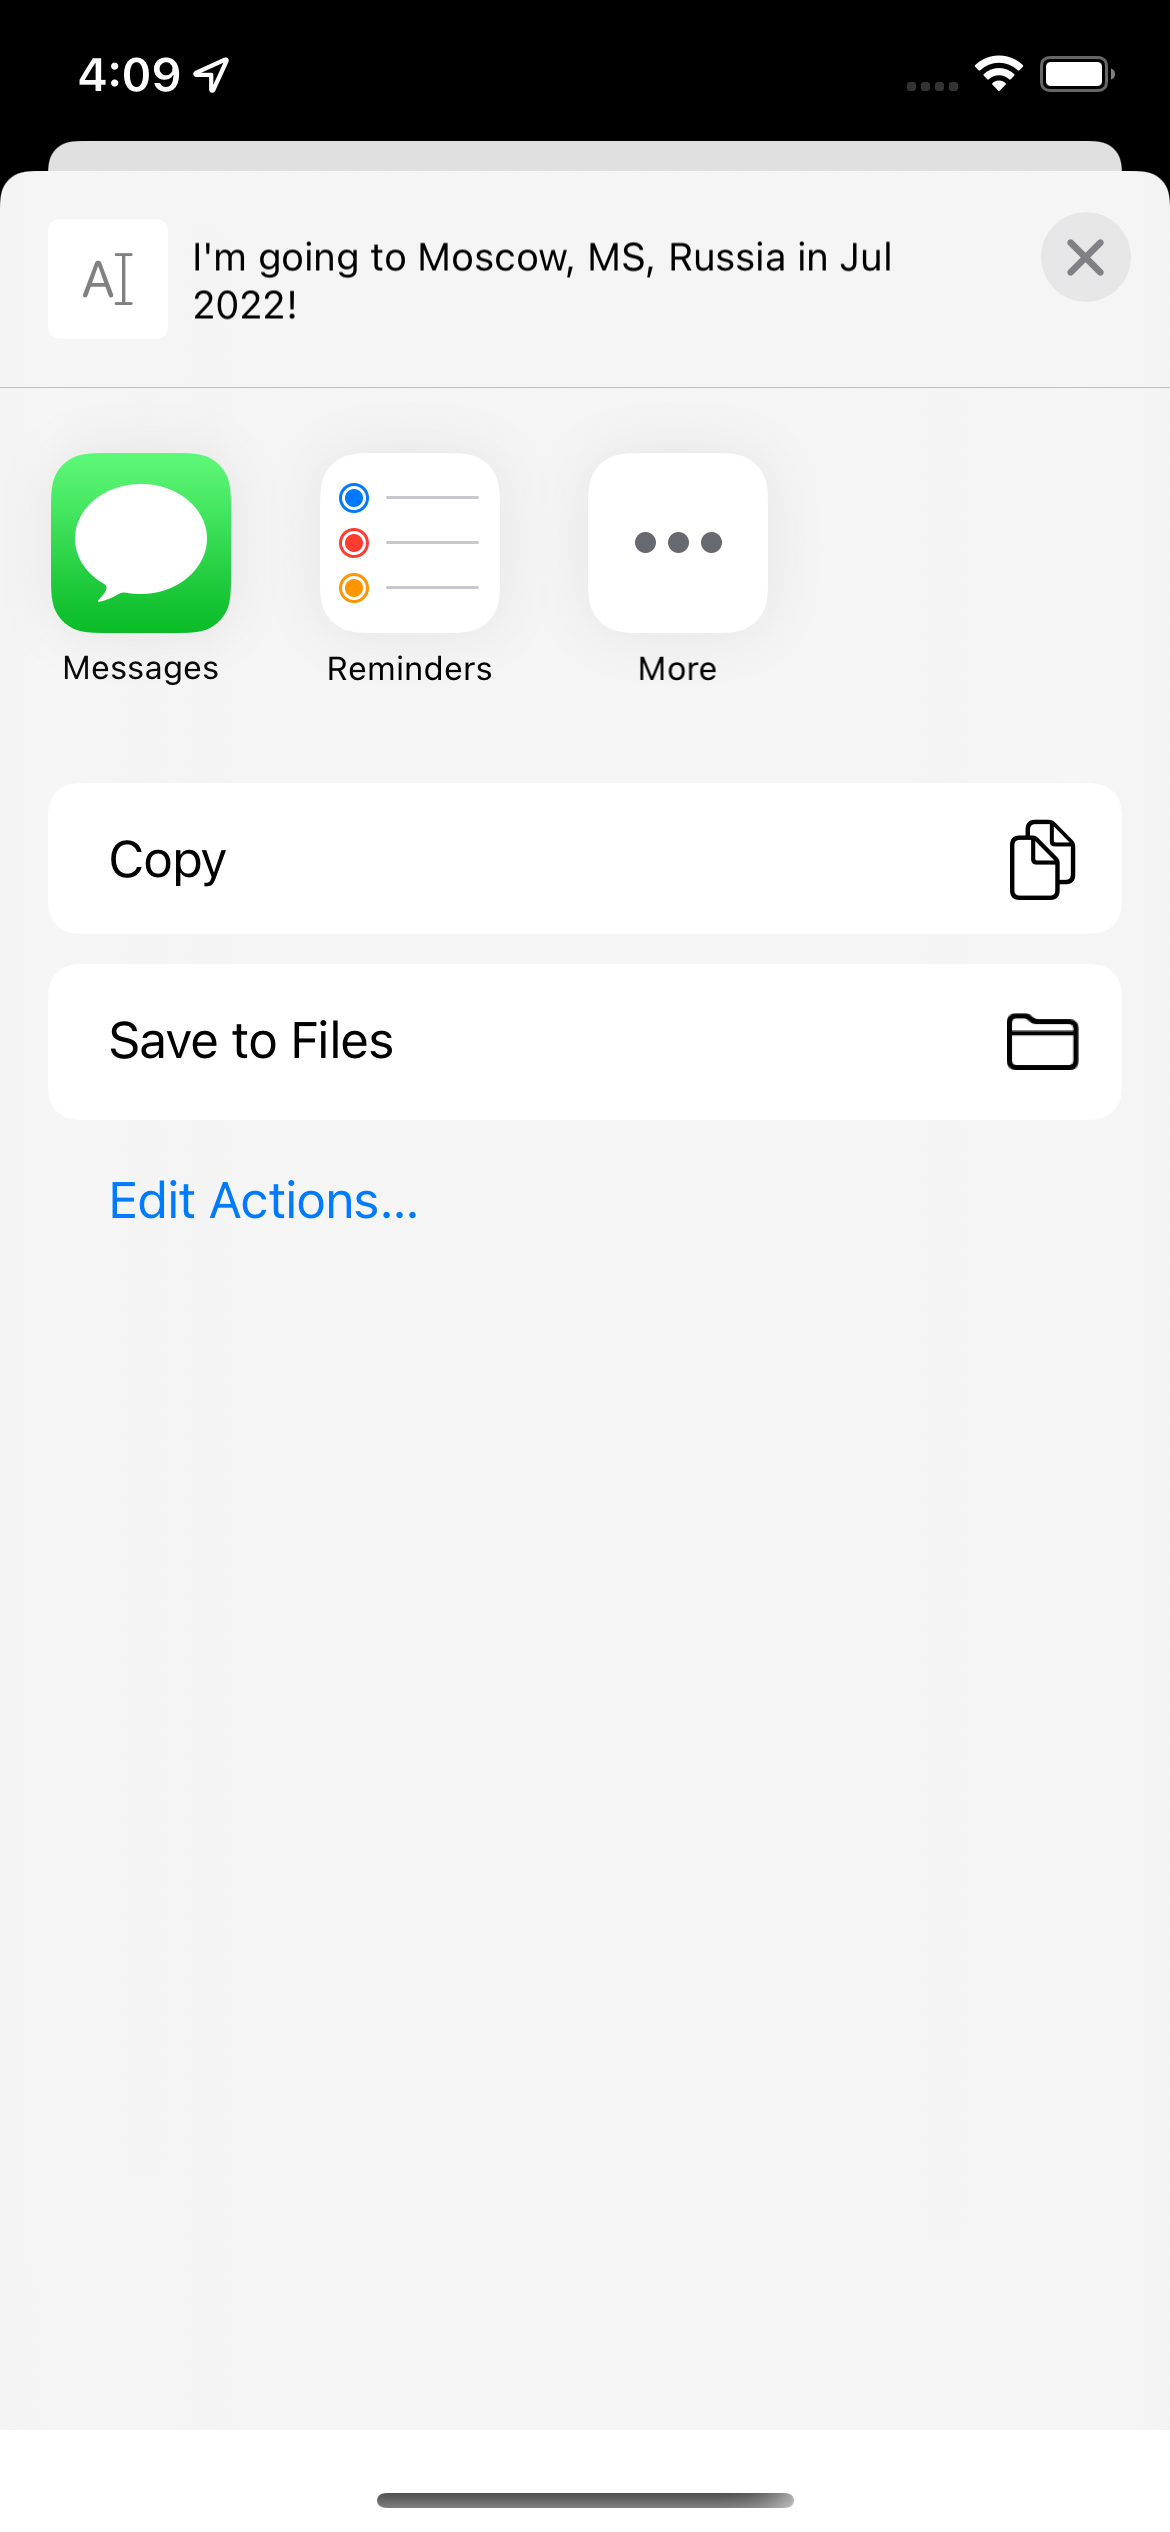 4:09
I'm going to Moscow, MS, Russia in Jul
2022!
Messages
Reminders
More
Copy
Save to Files
Edit Actions...